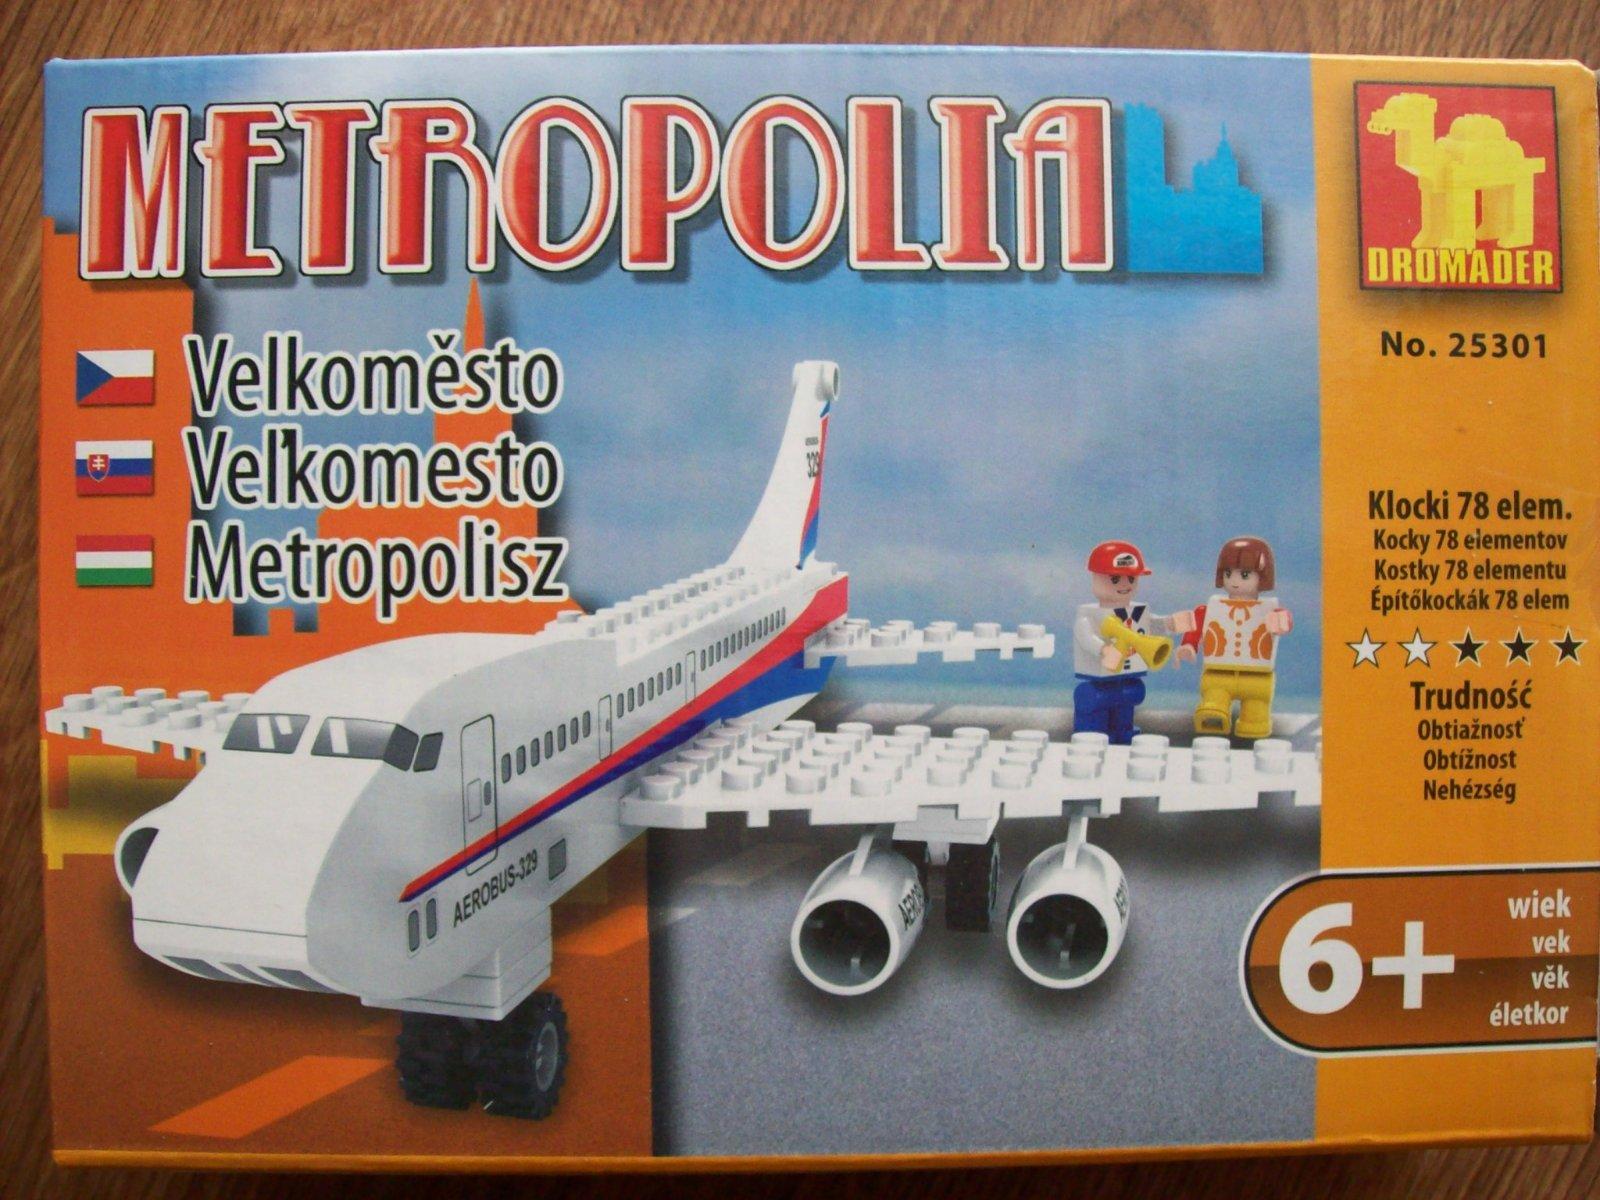 METROPOLIA
DROMADER
No. 25301
Velkoměsto
Veľkomesto
Metropolisz
Klocki 78 elem.
Kocky 78 elementov
Kostky 78 elementu
Építőkockák 78 elem
Trudność
Obtiažnosť
Obtížnost
Nehézség
6+
wiek
vek
věk
életkor
329
AEROBUS-329